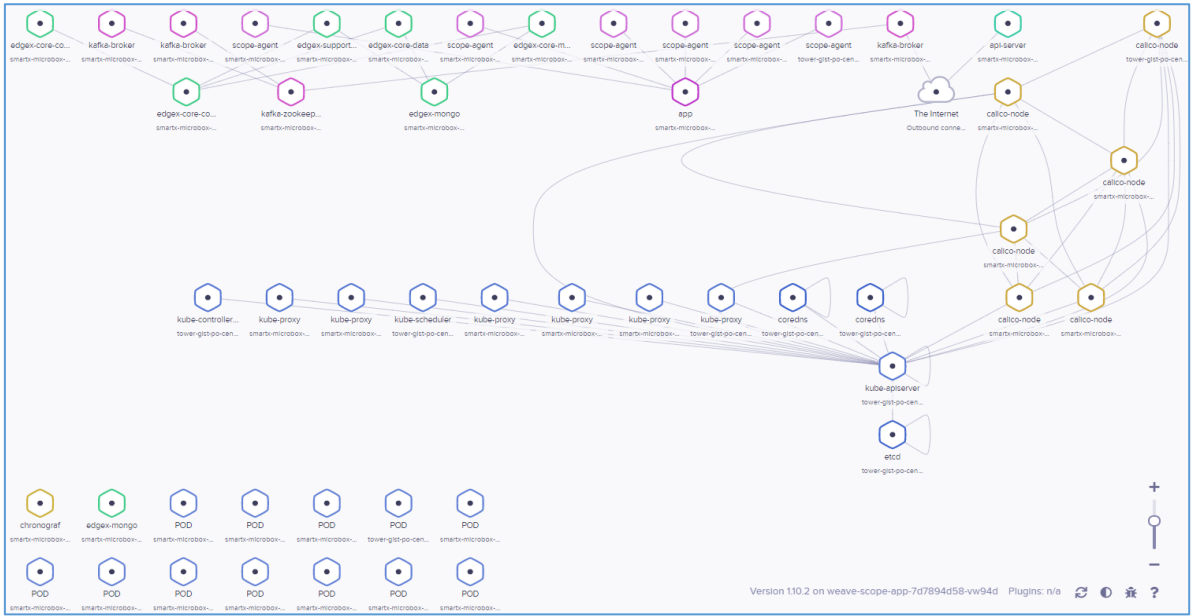 edgex-core-co... kafka-broker kafka-broker scope-agent edgex-support... edgex-core-data scope-agent edgex-core-m... scope-agent scope-agent scope-agent scope-agent kafka-broker api-server calico-node
smartx-microbox-... smartx-microbox-... smartx-microbox-... smartx-microbox-... smartx-microbox-... smartx-microbox-... smartx-microbox-... smartx-microbox-... smartx-microbox-... smartx-microbox-... smartx-microbox-... tower-gist-po-cen... smartx-microbox-... smartx-microbox-... tower-gist-po-cen...
edgex-core-co... kafka-zookeep... edgex-mongo app The Internet calico-node
smartx-microbox-... smartx-microbox-... smartx-microbox-... smartx-microbox-... Outbound conne... smartx-microbox-...
calico-node
smartx-microbox-...
calico-node
smartx-microbox-...
kube-controller... kube-proxy kube-proxy kube-scheduler kube-proxy kube-proxy kube-proxy kube-proxy coredns coredns calico-node calico-node
tower-gist-po-cen... smartx-microbox-... smartx-microbox-... tower-gist-po-cen... smartx-microbox-... smartx-microbox-... smartx-microbox-... tower-gist-po-cen... tower-gist-po-cen... tower-gist-po-cen... smartx-microbox-... smartx-microbox-...
kube-apiserver
tower-gist-po-cen...
etcd
tower-gist-po-cen...
chronograf edgex-mongo POD POD POD POD POD
smartx-microbox-... smartx-microbox-... smartx-microbox-... smartx-microbox-... smartx-microbox-... tower-gist-po-cen... smartx-microbox-...
POD POD POD POD POD POD POD
smartx-microbox-... smartx-microbox-... smartx-microbox-... smartx-microbox-... smartx-microbox-... smartx-microbox-... smartx-microbox-...
Version 1.10.2 on weave-scope-app-7d7894d58-vw94d Plugins: n/a